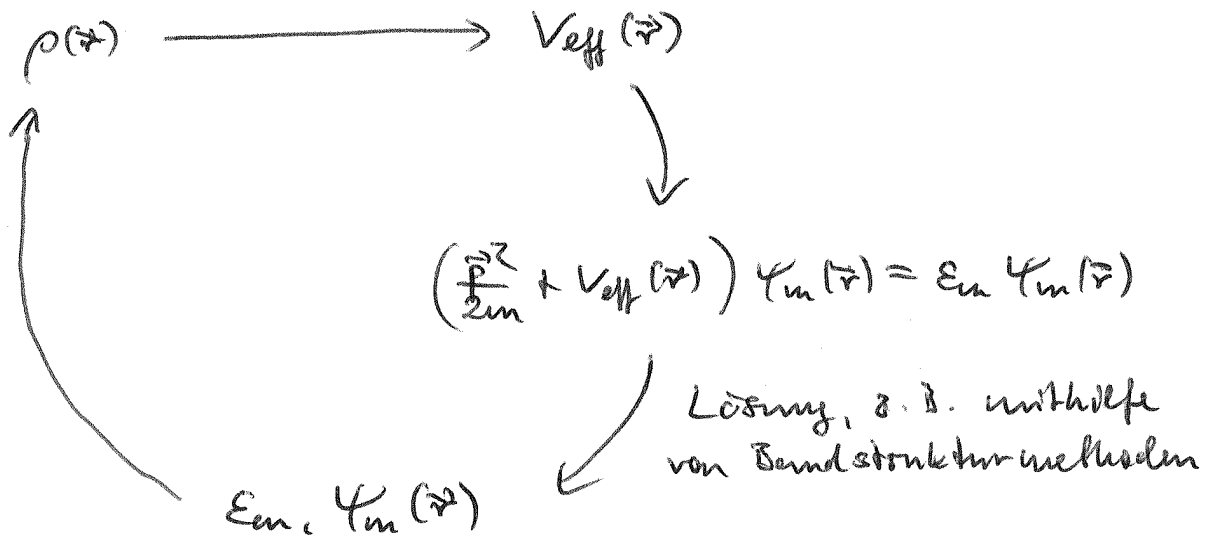 ρ(r⃗) → V_eff(r⃗)
(p⃗²/2m + V_eff(r⃗)) ψ_m(r⃗) = ε_m ψ_m(r⃗)
Lösung, z.B. mithilfe
von Bandstrukturmethoden
ε_m, ψ_m(r⃗)